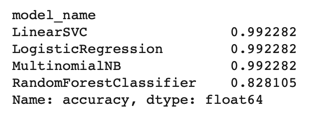 model_name
LinearSVC 0.992282
LogisticRegression 0.992282
MultinomialNB 0.992282
RandomForestClassifier 0.828105
Name: accuracy, dtype: float64